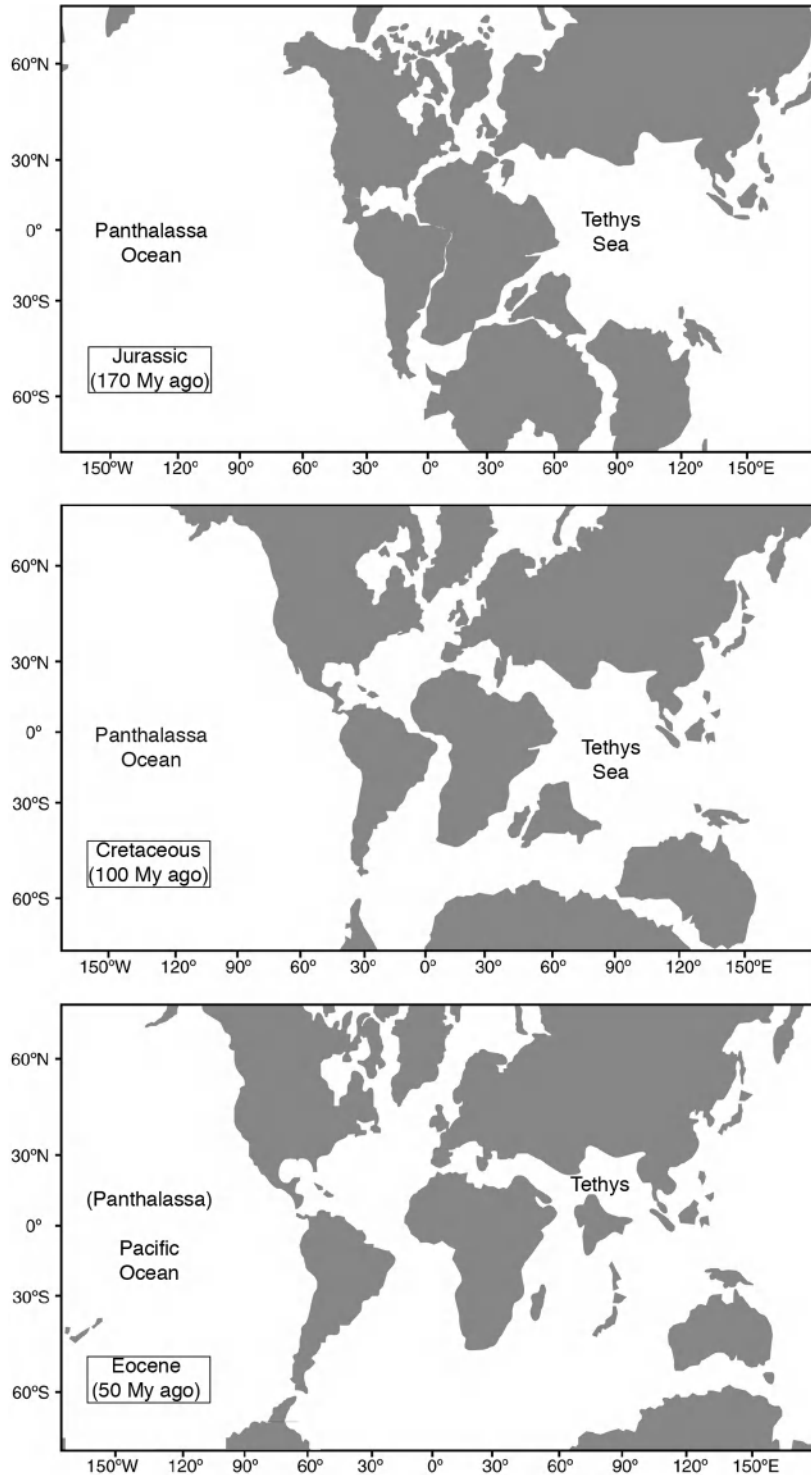 60ºN
30ºN
0º
30ºS
60ºS
Panthalassa
Ocean
Tethys
Sea
Jurassic
(170 My ago)
150ºW 120º 90º 60º 30º 0º 30º 60º 90º 120º 150ºE
60ºN
30ºN
0º
30ºS
60ºS
Panthalassa
Ocean
Tethys
Sea
Cretaceous
(100 My ago)
150ºW 120º 90º 60º 30º 0º 30º 60º 90º 120º 150ºE
60ºN
30ºN
0º
30ºS
60ºS
(Panthalassa)
Pacific
Ocean
Tethys
Eocene
(50 My ago)
150ºW 120º 90º 60º 30º 0º 30º 60º 90º 120º 150ºE